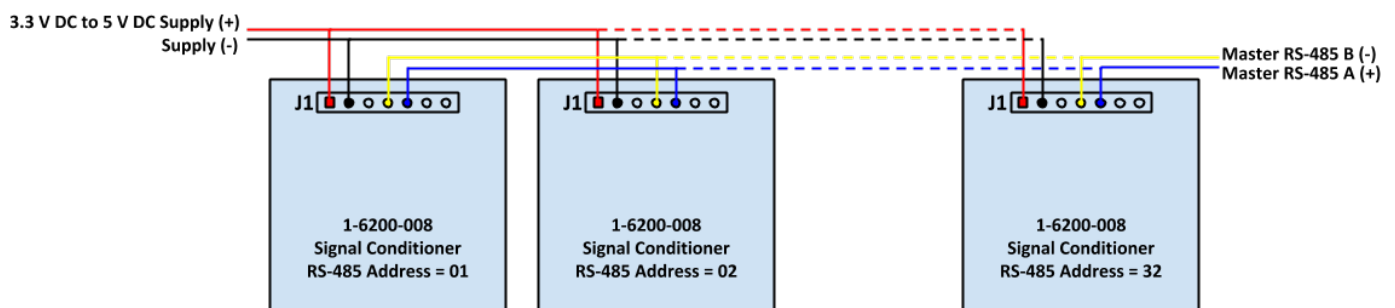 3.3 V DC to 5 V DC Supply (+)
Supply (-)
Master RS-485 B (-)
Master RS-485 A (+)
J1
J1
J1
1-6200-008
Signal Conditioner
RS-485 Address = 01
1-6200-008
Signal Conditioner
RS-485 Address = 02
1-6200-008
Signal Conditioner
RS-485 Address = 32